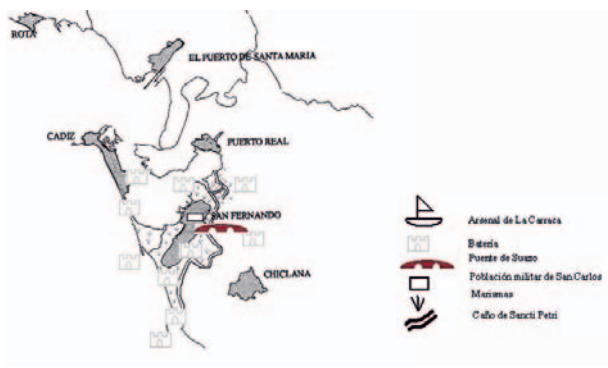 ROTA
EL PUERTO DE SANTA MARIA
CADIZ
PUERTO REAL
SAN FERNANDO
CHICLANA
Arsenal de La Carraca
Batería
Puente de Suazo
Población militar de San Carlos
Marismas
Caño de Sancti Petri